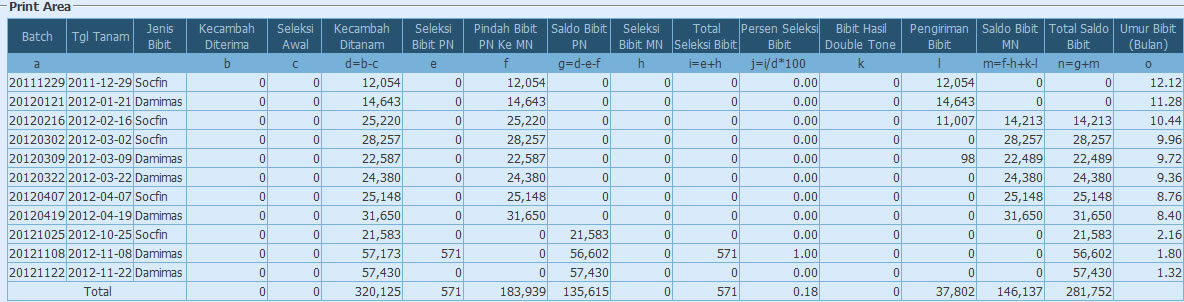 Print Area
Batch Tgl Tanam Jenis Bibit Kecambah Diterima Seleksi Awal Kecambah Ditanam Seleksi Bibit PN Pindah Bibit PN Ke MN Saldo Bibit PN Seleksi Bibit MN Total Seleksi Bibit Persen Seleksi Bibit Bibit Hasil Double Tone Pengiriman Bibit Saldo Bibit MN Total Saldo Bibit Umur Bibit (Bulan)
a b c d=b-c e f g=d-e-f h i=e+h j=i/d*100 k l m=f-h+k-l n=g+m o
20111229 2011-12-29 Socfin 0 0 12,054 0 12,054 0 0 0 0.00 0 12,054 0 0 12.12
20120121 2012-01-21 Damimas 0 0 14,643 0 14,643 0 0 0 0.00 0 14,643 0 0 11.28
20120216 2012-02-16 Socfin 0 0 25,220 0 25,220 0 0 0 0.00 0 11,007 14,213 14,213 10.44
20120302 2012-03-02 Socfin 0 0 28,257 0 28,257 0 0 0 0.00 0 0 28,257 28,257 9.96
20120309 2012-03-09 Damimas 0 0 22,587 0 22,587 0 0 0 0.00 0 98 22,489 22,489 9.72
20120322 2012-03-22 Damimas 0 0 24,380 0 24,380 0 0 0 0.00 0 0 24,380 24,380 9.36
20120407 2012-04-07 Socfin 0 0 25,148 0 25,148 0 0 0 0.00 0 0 25,148 25,148 8.76
20120419 2012-04-19 Damimas 0 0 31,650 0 31,650 0 0 0 0.00 0 0 31,650 31,650 8.40
20121025 2012-10-25 Socfin 0 0 21,583 0 0 21,583 0 0 0.00 0 0 0 21,583 2.16
20121108 2012-11-08 Damimas 0 0 57,173 571 0 56,602 0 571 1.00 0 0 0 56,602 1.80
20121122 2012-11-22 Damimas 0 0 57,430 0 0 57,430 0 0 0.00 0 0 0 57,430 1.32
Total 0 0 320,125 571 183,939 135,615 0 571 0.18 0 37,802 146,137 281,752